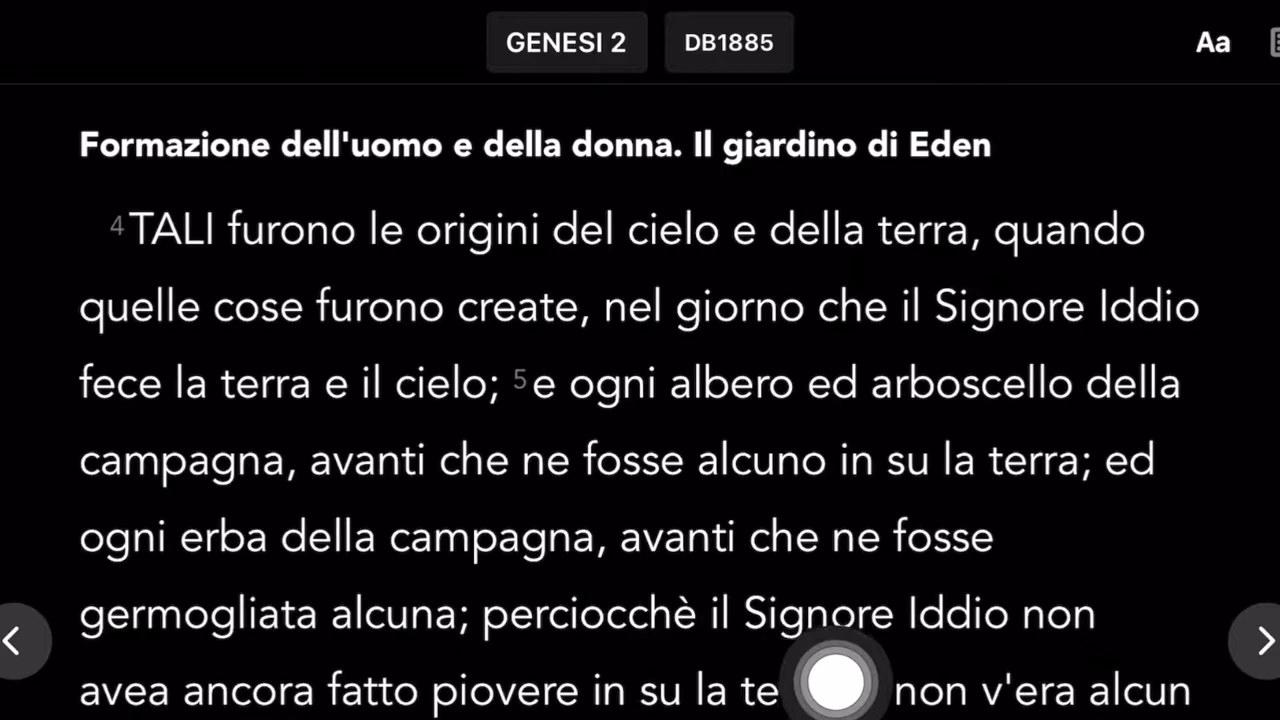 GENESI 2 DB1885 Aa
Formazione dell'uomo e della donna. Il giardino di Eden
4 TALI furono le origini del cielo e della terra, quando
quelle cose furono create, nel giorno che il Signore Iddio
fece la terra e il cielo; 5 e ogni albero ed arboscello della
campagna, avanti che ne fosse alcuno in su la terra; ed
ogni erba della campagna, avanti che ne fosse
germogliata alcuna; perciocchè il Signore Iddio non
avea ancora fatto piovere in su la non v'era alcun